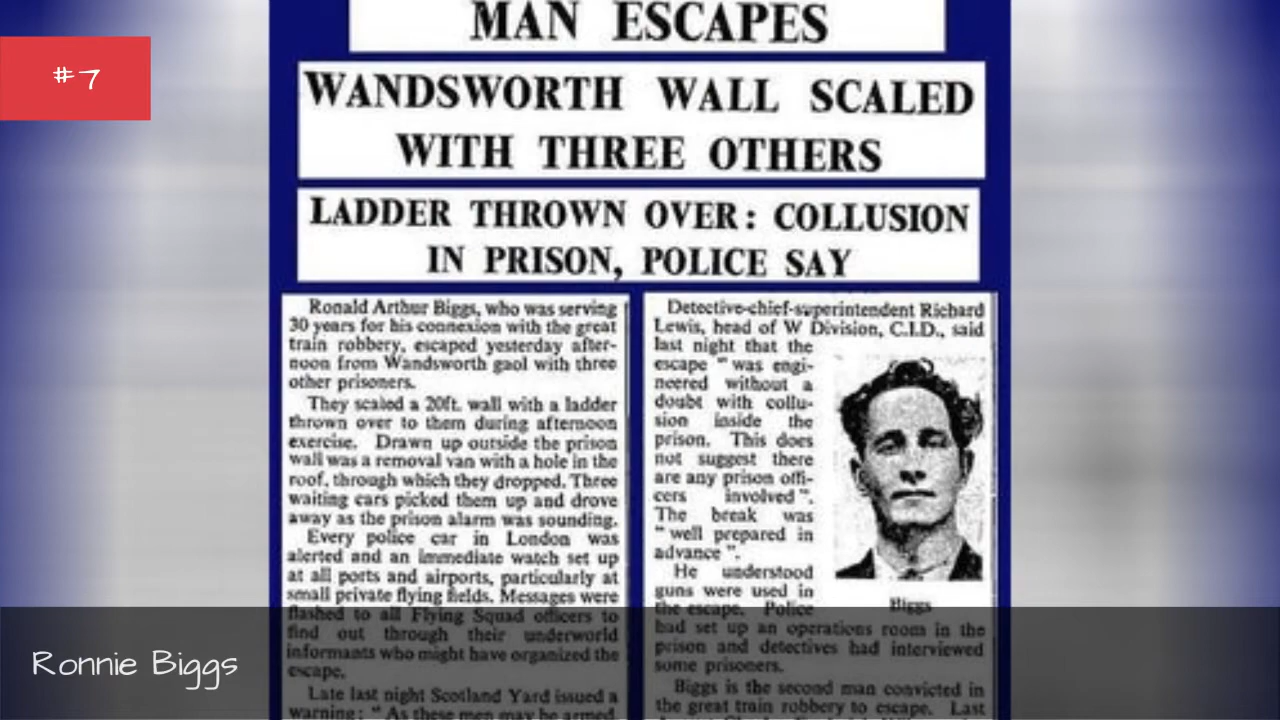 MAN ESCAPES
#7
WANDSWORTH WALL SCALED
WITH THREE OTHERS
LADDER THROWN OVER: COLLUSION
IN PRISON, POLICE SAY
Ronald Arthur Biggs, who was serving
30 years for his connexion with the great
train robbery, escaped yesterday after-
noon from Wandsworth gaol with three
other prisoners.
They scaled a 20ft. wall with a ladder
thrown over to them during afternoon
exercise. Drawn up outside the prison
wall was a removal van with a hole in the
roof, through which they dropped. Three
waiting cars picked them up and drove
away as the prison alarm was sounding.
Every police car in London was
alerted and an immediate watch set up
at all ports and airports, particularly at
small private flying fields. Messages were
flashed to all Flying Squad officers to
find out through their underworld
informants who might have organized the
escape.
Late last night Scotland Yard issued a
warning: " As these men may be armed,
Detective-chief-superintendent Richard
Lewis, head of W Division, C.I.D., said
last night that the
escape " was engi-
neered without a
doubt with collu-
sion inside the
prison. This does
not suggest there
are any prison offi-
cers involved ".
The break was
" well prepared in
advance ".
He understood
guns were used in
the escape. Police
had set up an operations room in the
prison and detectives had interviewed
some prisoners.
Biggs is the second man convicted in
the great train robbery to escape. Last
Biggs
Ronnie Biggs